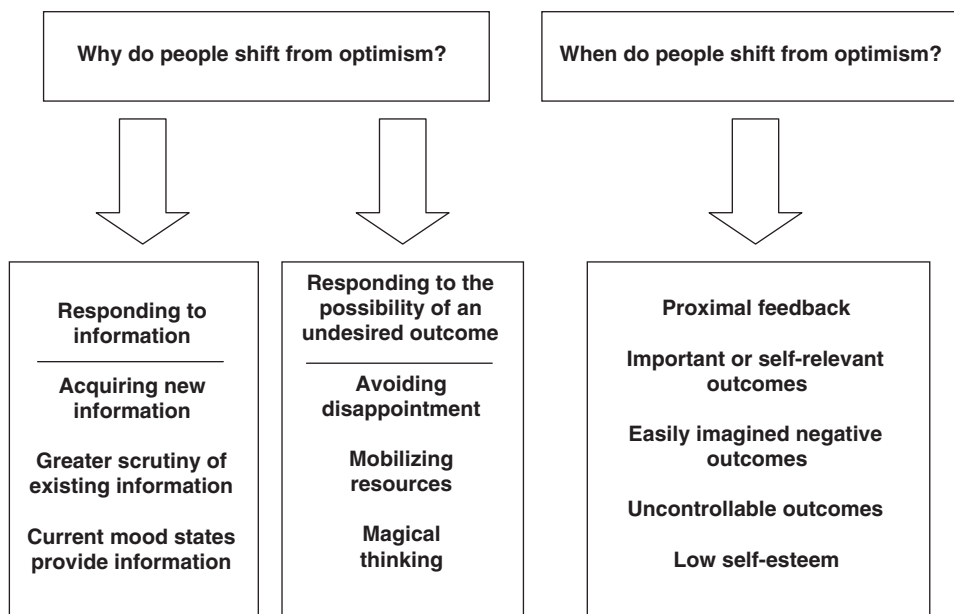 Why do people shift from optimism?
When do people shift from optimism?
Responding to
information
Acquiring new
information
Greater scrutiny of
existing information
Current mood states
provide information
Responding to the
possibility of an
undesired outcome
Avoiding
disappointment
Mobilizing
resources
Magical
thinking
Proximal feedback
Important or self-relevant
outcomes
Easily imagined negative
outcomes
Uncontrollable outcomes
Low self-esteem